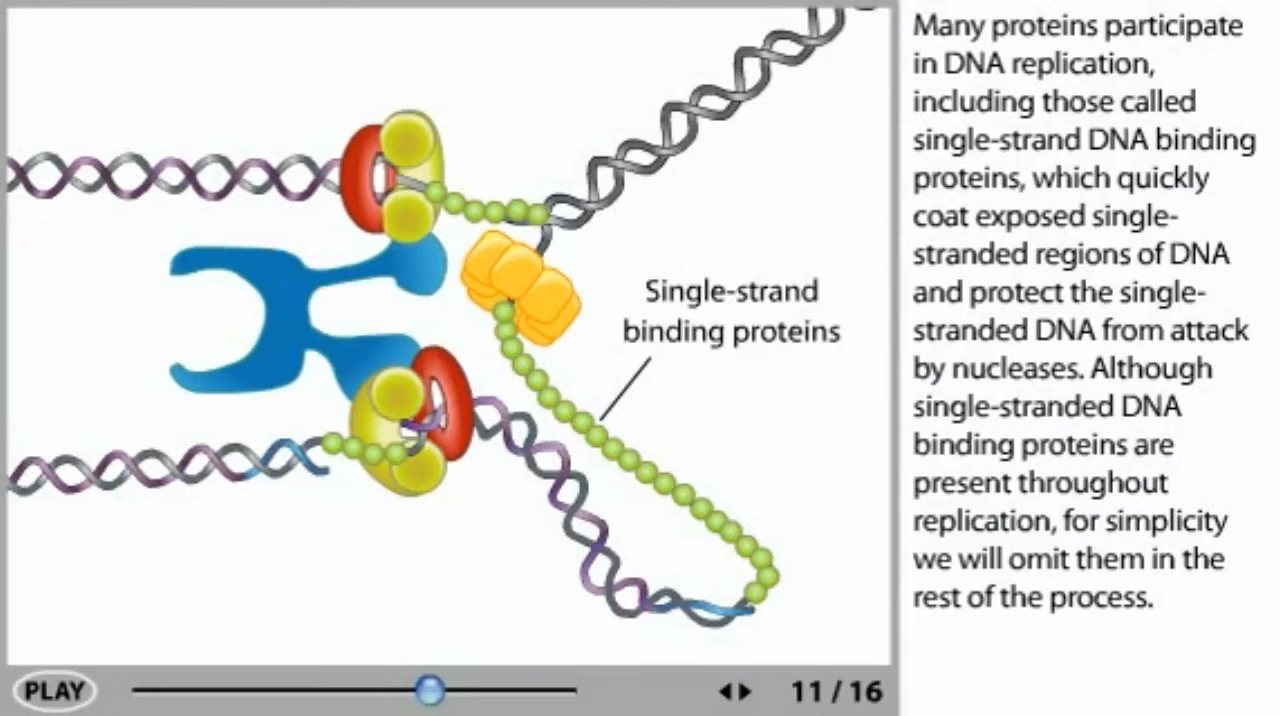 Many proteins participate
in DNA replication,
including those called
single-strand DNA binding
proteins, which quickly
coat exposed single-
stranded regions of DNA
and protect the single-
stranded DNA from attack
by nucleases. Although
single-stranded DNA
binding proteins are
present throughout
replication, for simplicity
we will omit them in the
rest of the process.
Single-strand
binding proteins
PLAY
11 / 16